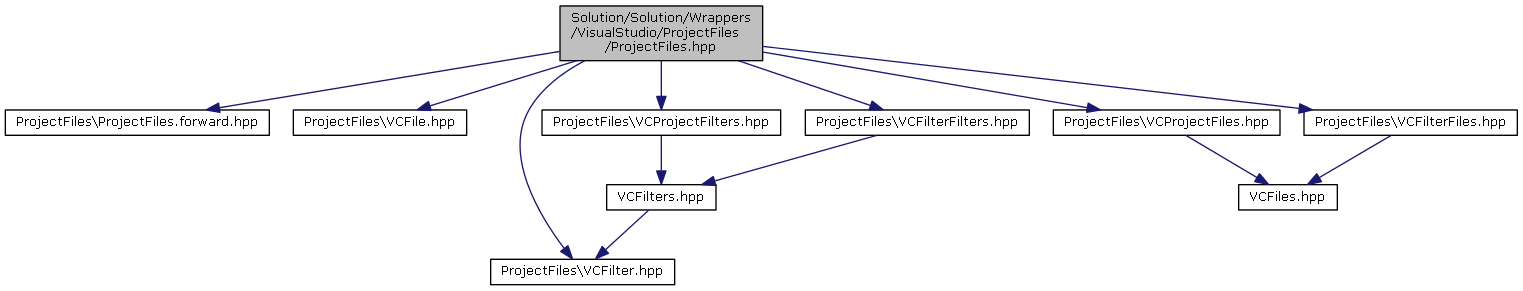 Solution/Solution/Wrappers
/VisualStudio/ProjectFiles
/ProjectFiles.hpp
ProjectFiles\ProjectFiles.forward.hpp
ProjectFiles\VCFile.hpp
ProjectFiles\VCProjectFilters.hpp
ProjectFiles\VCFilterFilters.hpp
ProjectFiles\VCProjectFiles.hpp
ProjectFiles\VCFilterFiles.hpp
VCFilters.hpp
VCFiles.hpp
ProjectFiles\VCFilter.hpp